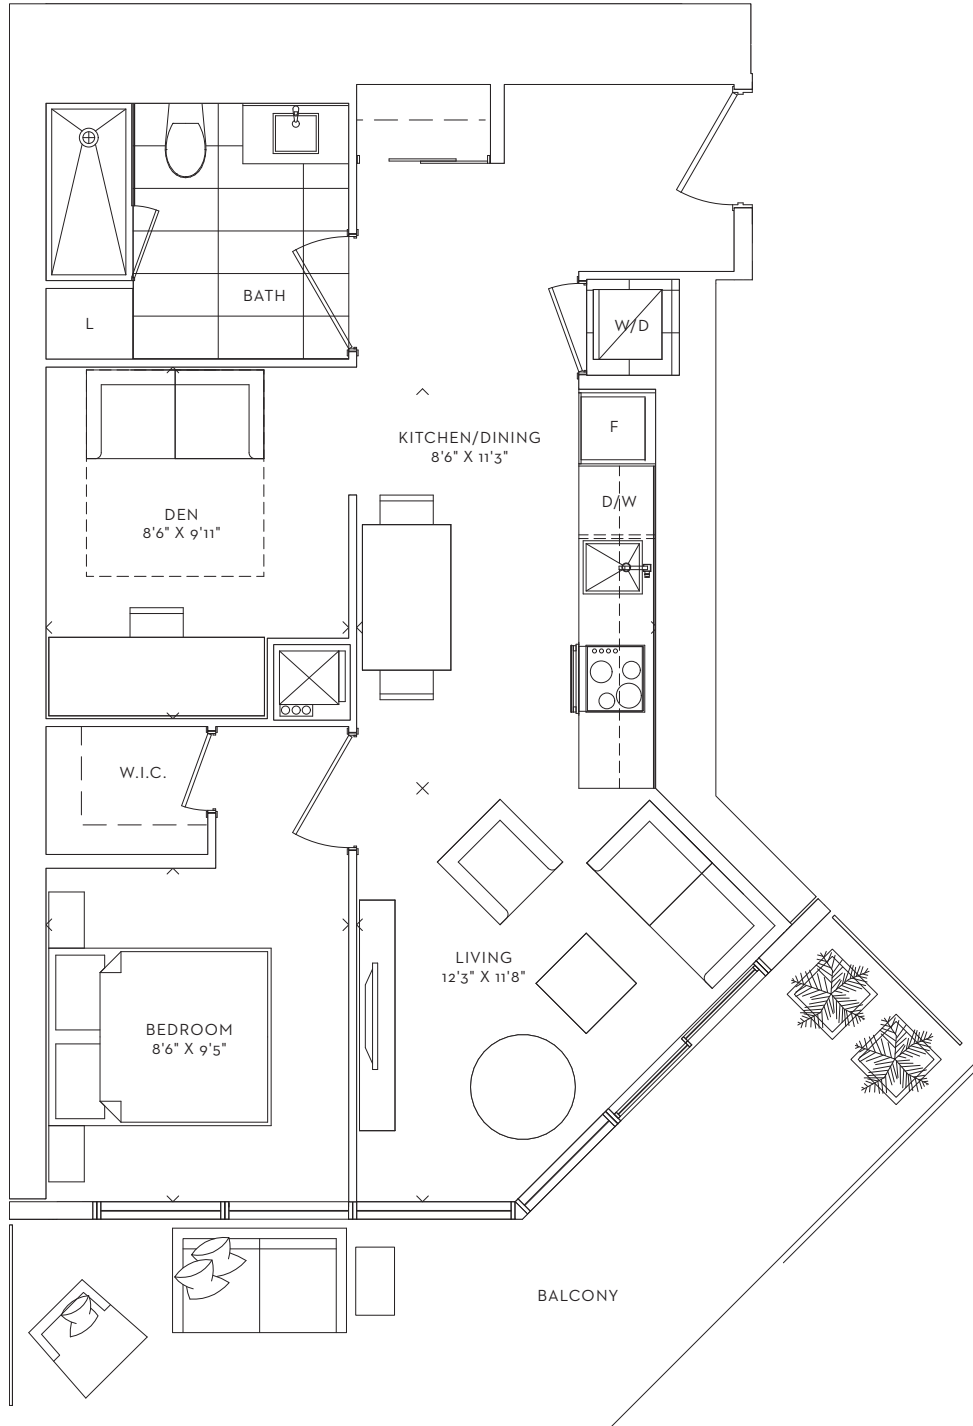 BATH
L
W/D
F
KITCHEN/DINING
8'6" X 11'3"
D/W
DEN
8'6" X 9'11"
W.I.C.
LIVING
12'3" X 11'8"
BEDROOM
8'6" X 9'5"
BALCONY